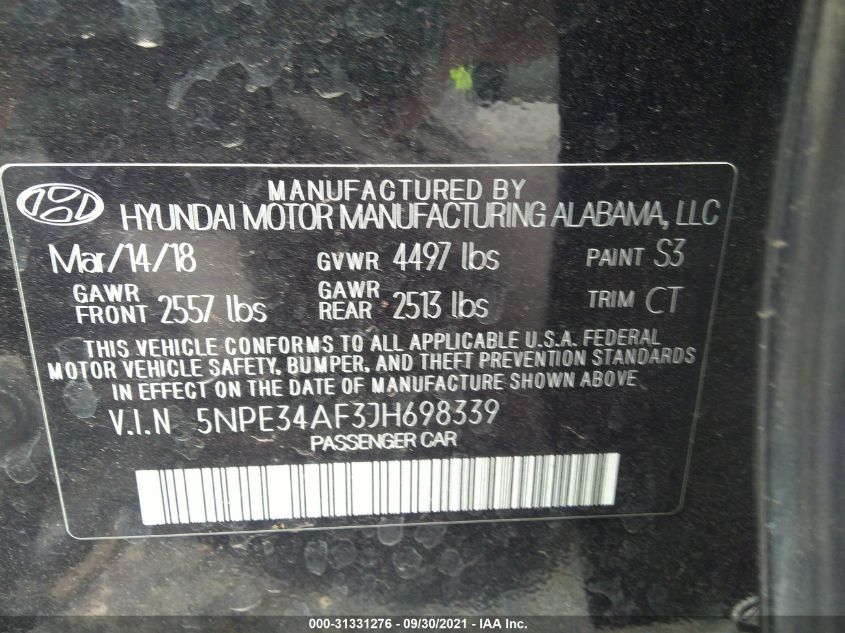 MANUFACTURED BY
HYUNDAI MOTOR MANUFACTURING ALABAMA, LLC
Mar/14/18 GVWR 4497 lbs PAINT S3
GAWR FRONT 2557 lbs GAWR REAR 2513 lbs TRIM CT
THIS VEHICLE CONFORMS TO ALL APPLICABLE U.S.A. FEDERAL
MOTOR VEHICLE SAFETY, BUMPER, AND THEFT PREVENTION STANDARDS
IN EFFECT ON THE DATE OF MANUFACTURE SHOWN ABOVE
V.I.N 5NPE34AF3JH698339
PASSENGER CAR
000-31331276 - 09/30/2021 - IAA Inc.